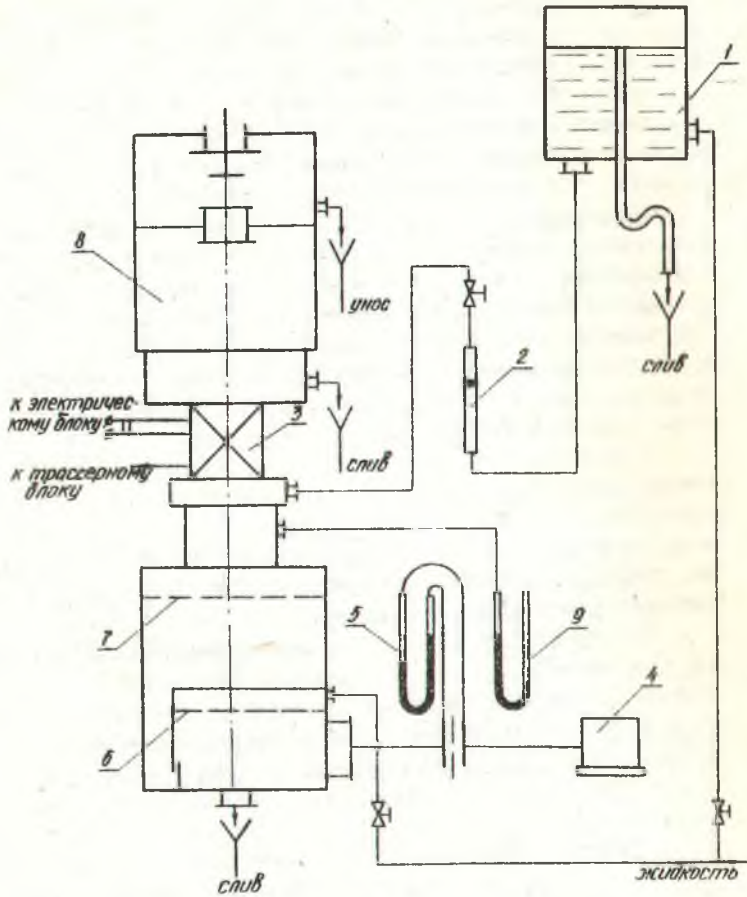 1
8
унос
2
слив
к электричес-
кому блоку
3
слив
к трассерному
блоку
5
9
7
4
6
жидкость
слив